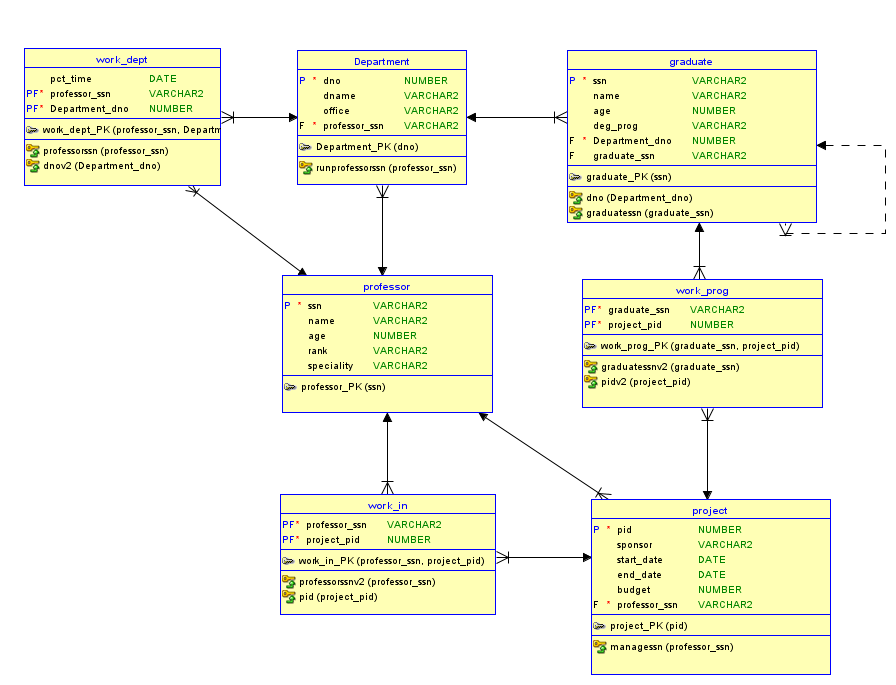 work_dept
pct_time DATE
PF* professor_ssn VARCHAR2
PF* Department_dno NUMBER
work_dept_PK (professor_ssn, Departm
professorssn (professor_ssn)
dnov2 (Department_dno)
Department
P * dno NUMBER
dname VARCHAR2
office VARCHAR2
F * professor_ssn VARCHAR2
Department_PK (dno)
runprofessorssn (professor_ssn)
graduate
P * ssn VARCHAR2
name VARCHAR2
age NUMBER
deg_prog VARCHAR2
F * Department_dno NUMBER
F graduate_ssn VARCHAR2
graduate_PK (ssn)
dno (Department_dno)
graduatessn (graduate_ssn)
professor
P * ssn VARCHAR2
name VARCHAR2
age NUMBER
rank VARCHAR2
speciality VARCHAR2
professor_PK (ssn)
work_prog
PF* graduate_ssn VARCHAR2
PF* project_pid NUMBER
work_prog_PK (graduate_ssn, project_pid)
graduatessnv2 (graduate_ssn)
pidv2 (project_pid)
work_in
PF* professor_ssn VARCHAR2
PF* project_pid NUMBER
work_in_PK (professor_ssn, project_pid)
professorssnv2 (professor_ssn)
pid (project_pid)
project
P * pid NUMBER
sponsor VARCHAR2
start_date DATE
end_date DATE
budget NUMBER
F * professor_ssn VARCHAR2
project_PK (pid)
managessn (professor_ssn)